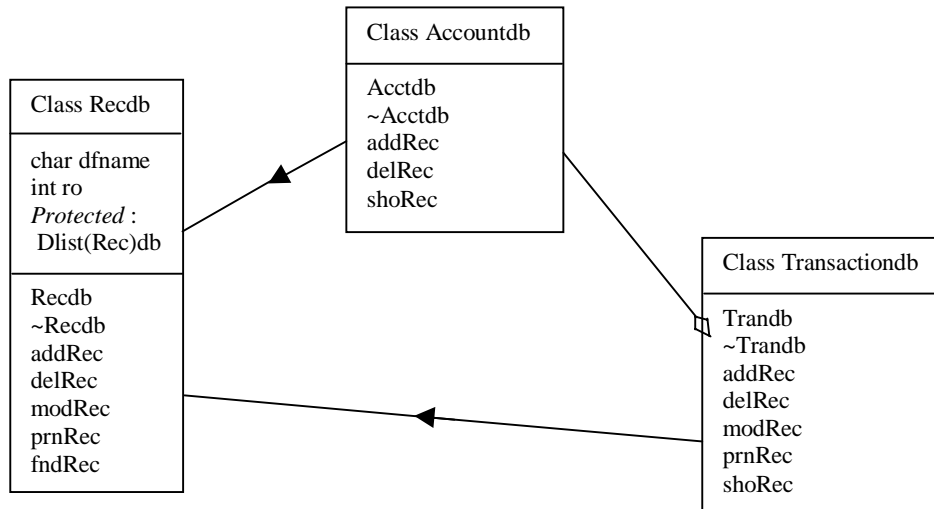 Class Recdb
char dfname
int ro
Protected :
Dlist(Rec)db
Recdb
~Recdb
addRec
delRec
modRec
prnRec
fndRec
Class Accountdb
Acctdb
~Acctdb
addRec
delRec
shoRec
Class Transactiondb
Trandb
~Trandb
addRec
delRec
modRec
prnRec
shoRec